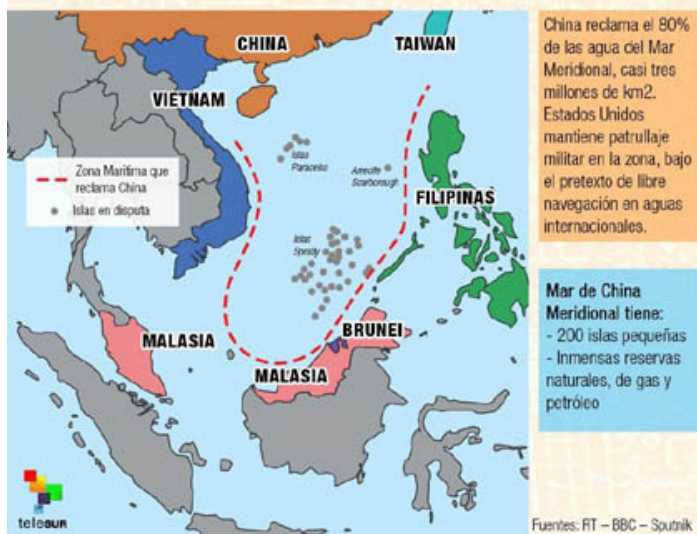 CHINA
TAIWAN
VIETNAM
Zona Marítima que
reclama China
Islas en disputa
Islas
Paracelso
Arrecife
Scarborough
FILIPINAS
Islas
Spratly
MALASIA
BRUNEI
MALASIA
teleSUR
China reclama el 80%
de las agua del Mar
Meridional, casi tres
millones de km2.
Estados Unidos
mantiene patrullaje
militar en la zona, bajo
el pretexto de libre
navegación en aguas
internacionales.
Mar de China
Meridional tiene:
- 200 islas pequeñas
- Inmensas reservas
naturales, de gas y
petróleo
Fuentes: RT – BBC – Sputnik